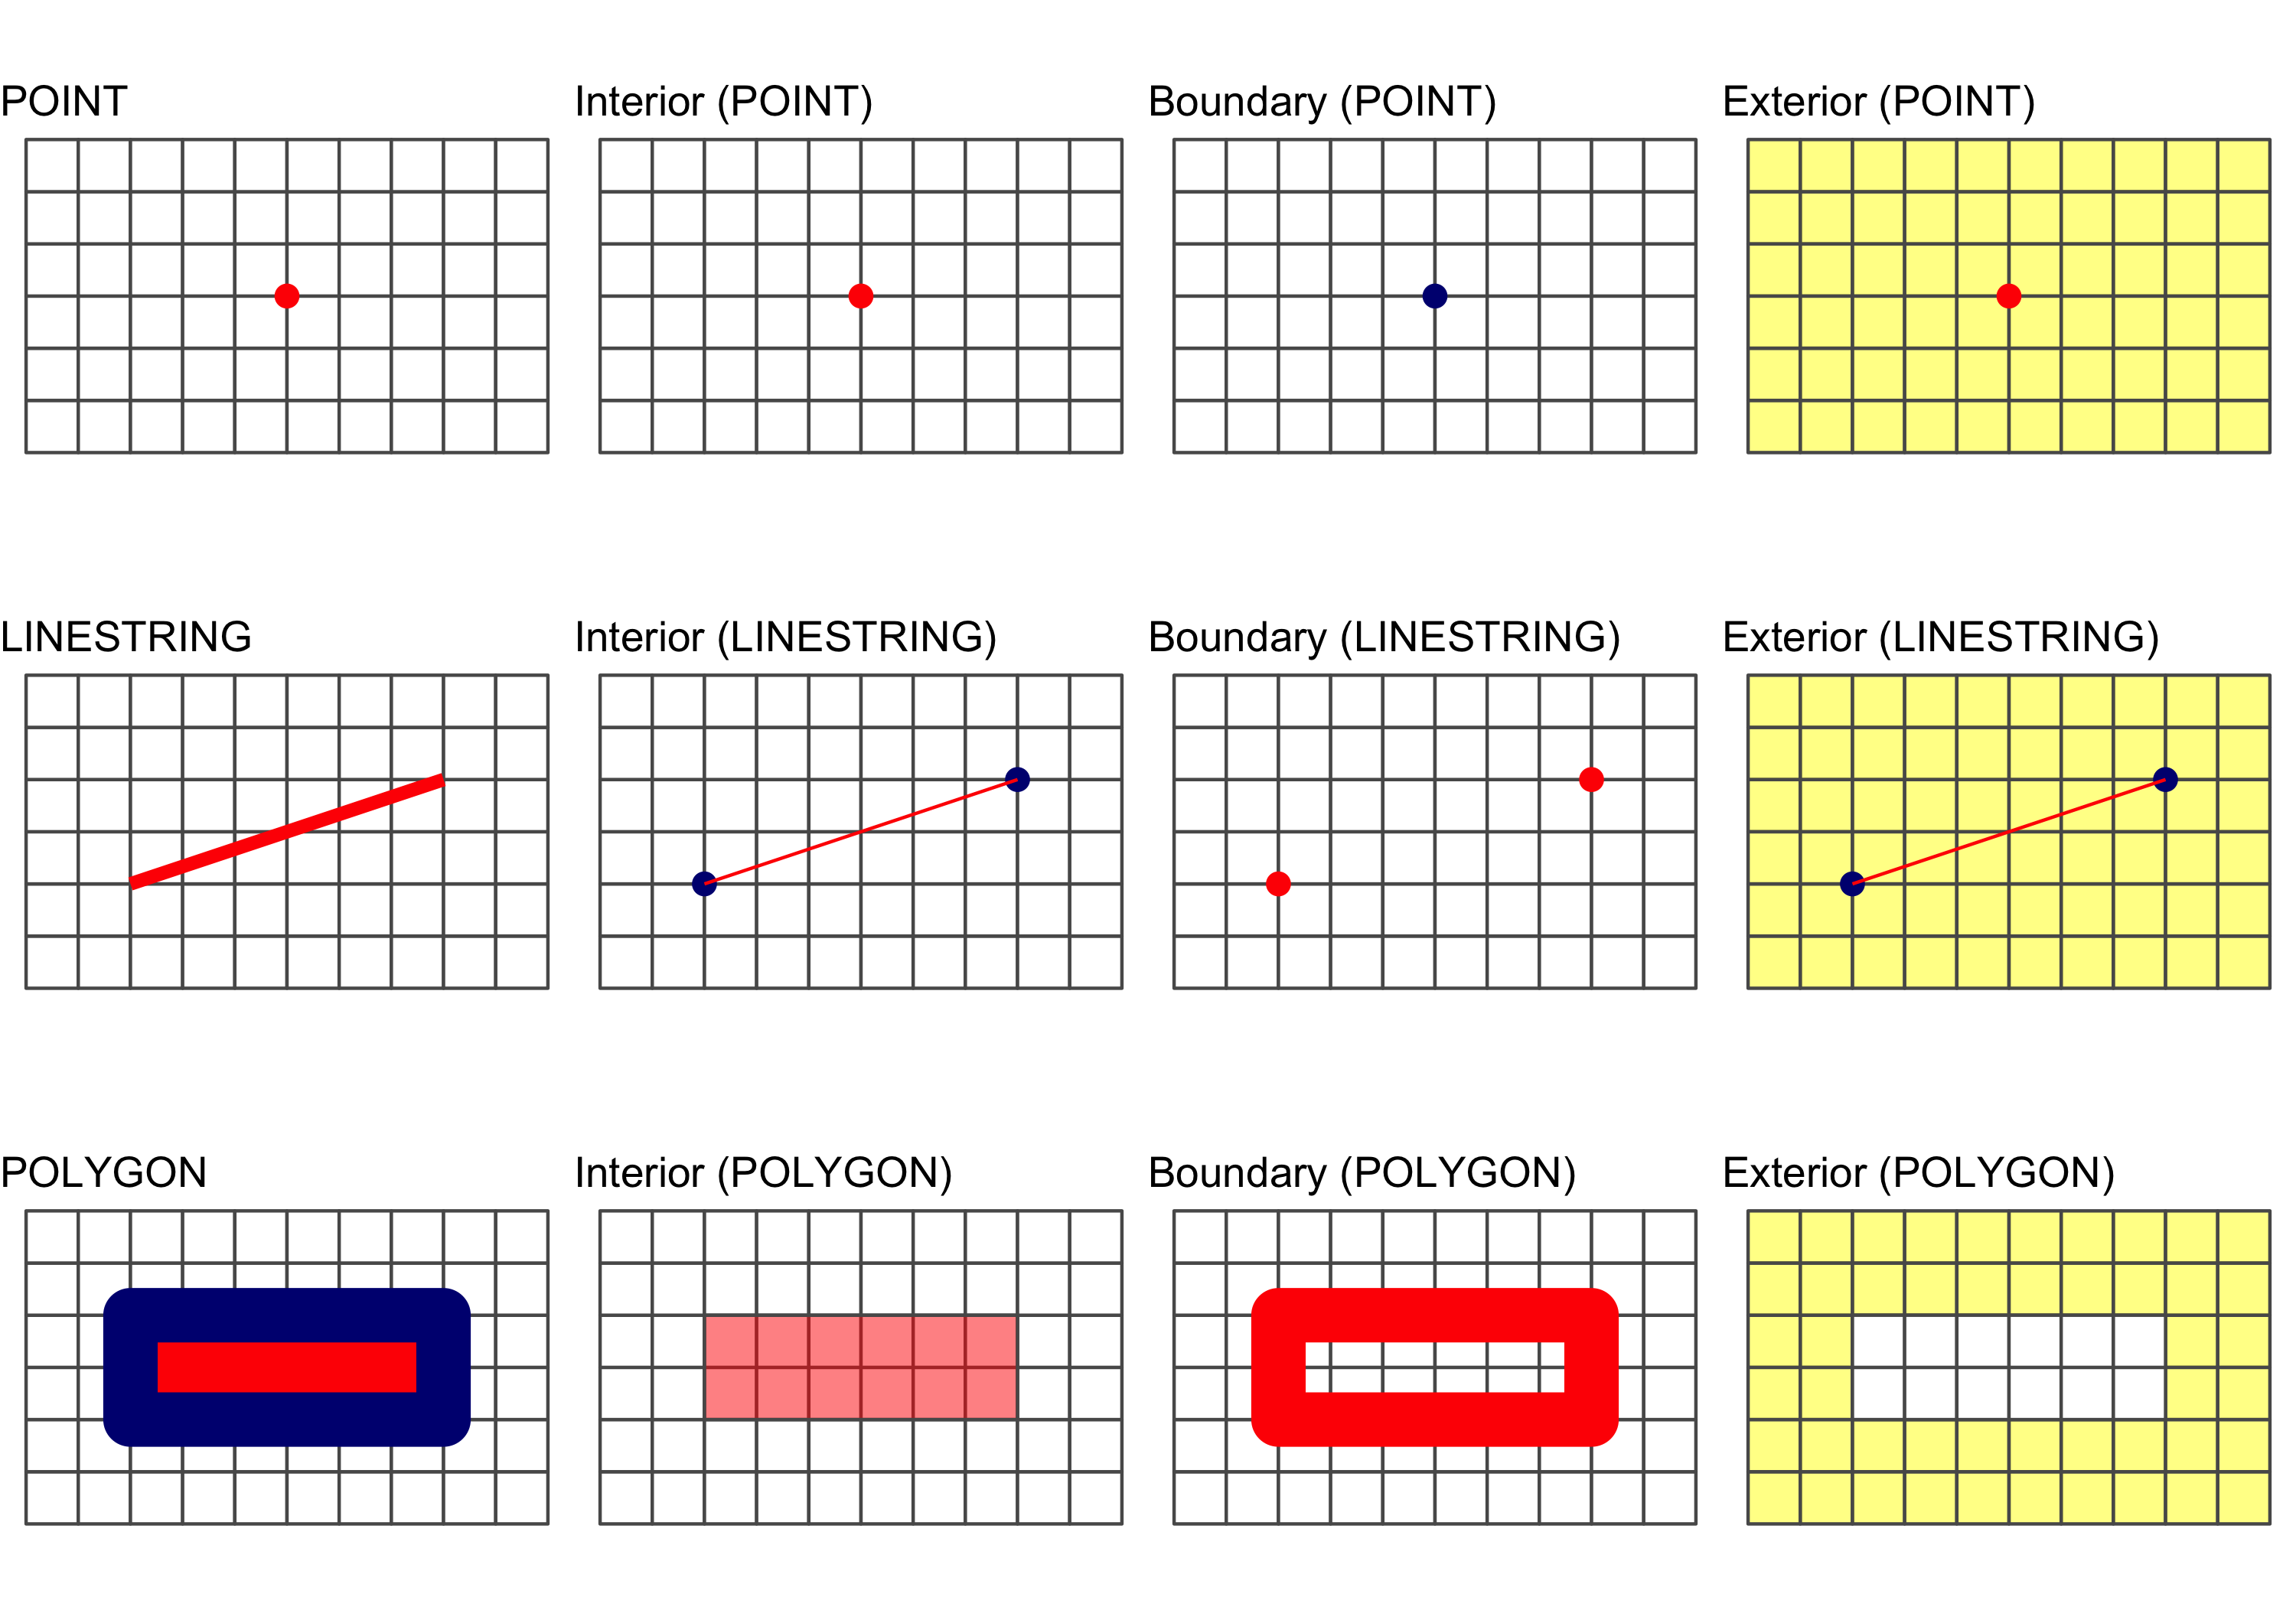 POINT
Interior (POINT)
Boundary (POINT)
Exterior (POINT)
LINESTRING
Interior (LINESTRING)
Boundary (LINESTRING)
Exterior (LINESTRING)
POLYGON
Interior (POLYGON)
Boundary (POLYGON)
Exterior (POLYGON)